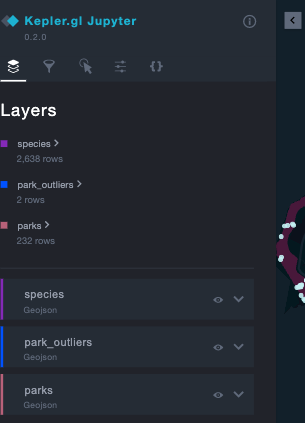 Kepler.gl Jupyter
0.2.0
Layers
species
2,638 rows
park_outliers
2 rows
parks
232 rows
species
Geojson
park_outliers
Geojson
parks
Geojson